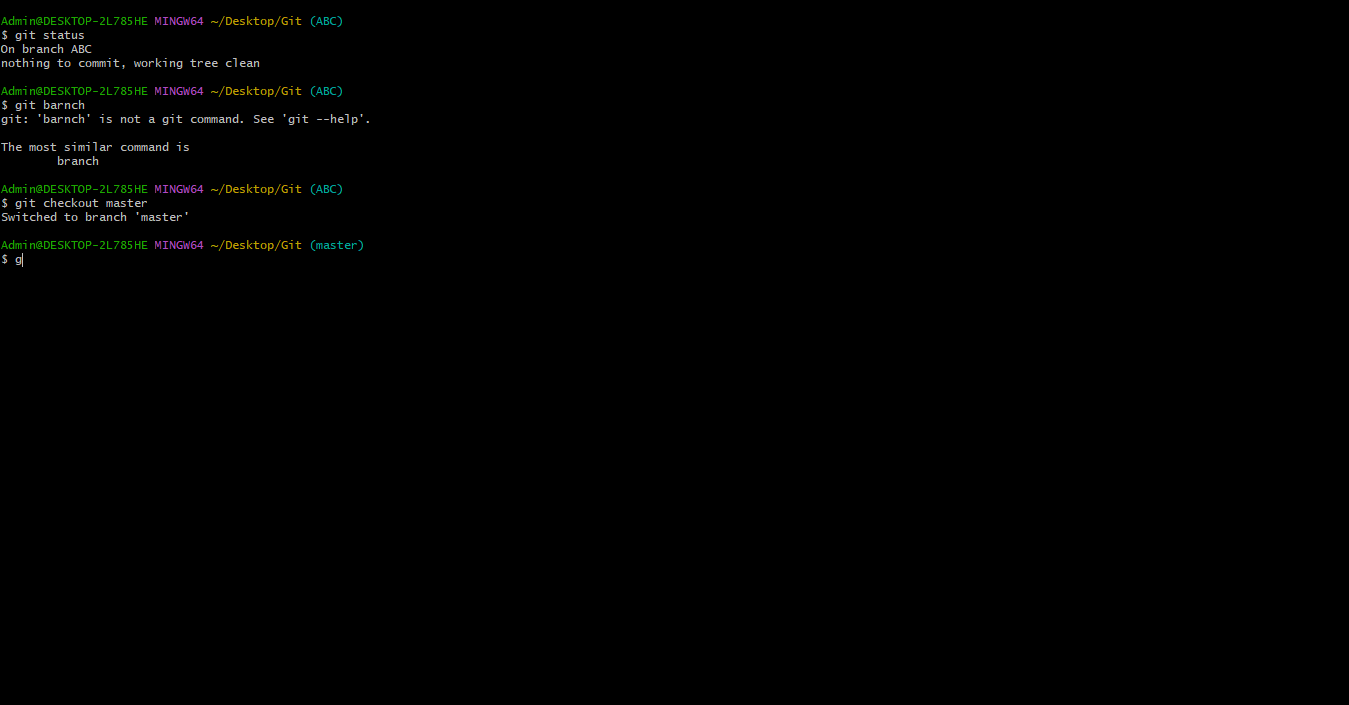 Admin@DESKTOP-2L785HE MINGW64 ~/Desktop/Git (ABC)
$ git status
On branch ABC
nothing to commit, working tree clean
Admin@DESKTOP-2L785HE MINGW64 ~/Desktop/Git (ABC)
$ git barnch
git: 'barnch' is not a git command. See 'git --help'.
The most similar command is
        branch
Admin@DESKTOP-2L785HE MINGW64 ~/Desktop/Git (ABC)
$ git checkout master
Switched to branch 'master'
Admin@DESKTOP-2L785HE MINGW64 ~/Desktop/Git (master)
$ g